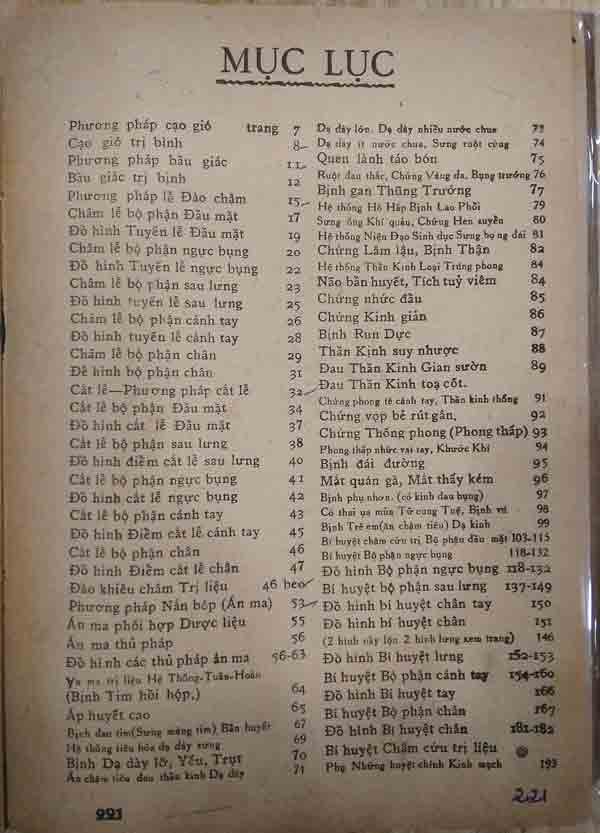 MỤC LỤC
Phương pháp cạo gió trang 7
Cạo gió trị bình 8
Phương pháp bầu giác 11
Bầu giác trị bịnh 12
Phương pháp lể Đào châm 15
Châm lể bộ phận Đầu mặt 17
Đồ hình Tuyến lể Đầu mặt 19
Châm lể bộ phận ngực bụng 20
Đồ hình Tuyến lể ngực bụng 22
Châm lể bộ phận sau lưng 23
Đồ hình tuyến lể sau lưng 25
Châm lể bộ phận cánh tay 26
Đồ hình tuyến lể cánh tay 28
Châm lể bộ phận chân 29
Đề hình bộ phận chân 31
Cắt lể—Phương pháp cắt lể 32
Cắt lể bộ phận Đầu mặt 34
Đồ hình cắt lể Đầu mặt 37
Cắt lể bộ phận sau lưng 38
Đồ hình điểm cắt lể sau lưng 40
Cắt lể bộ phận ngực bụng 41
Đồ hình cắt lể ngực bụng 42
Cắt lể bộ phận cánh tay 43
Đồ hình Điểm cắt lể cánh tay 45
Cắt lể bộ phận chân 46
Đồ hình Điểm cắt lể chân 47
Đào khiêu châm Trị liệu 46 beo
Phương pháp Nắn bóp (Án ma) 53
Án ma phối hợp Dược liệu 55
Án ma thủ pháp 56
Đồ hình các thủ pháp án ma 56-63
ma trị liệu Hệ Thống-Tuần-Hoàn
(Bịnh Tim hồi hộp,) 64
Áp huyết cao 65
Bịnh đau tim (Sưng màng tim) Bần huyết 67
Hệ thống tiêu hóa dạ dày sưng 69
Bịnh Dạ dày lỡ, Yếu, Trụt 70
Ăn chậm tiêu đau thần kinh Dạ dày 71
221
Dạ dày lớn, Dạ dày nhiều nước chua 73
Dạ dày ít nước chua, Sưng ruột cùng 74
Quen lành táo bón 75
Ruột đau thắc, Chứng Vàng da, Bụng trướng 76
Bịnh gan Thũng Trướng 77
Hệ thống Hô Hấp Bịnh Lao Phổi 79
Sưng ống Khí quản, Chứng Hen suyễn 80
Hệ thống Niệu Đạo Sinh dục Sưng bọng đái 81
Chứng Lâm lậu, Bịnh Thận 82
Hệ thống Thần Kinh Loại Trúng phong 84
Não bần huyết, Tích tuỷ viêm 84
Chứng nhức đầu 85
Chứng Kinh giản 86
Bịnh Run Dực 87
Thần Kinh suy nhược 88
Đau Thần Kinh Gian sườn 89
Đau Thần Kinh toạ cốt.
Chứng phong tê cánh tay, Thần kinh thống 91
Chứng vọp bẻ rút gân. 92
Chứng Thống phong (Phong thấp) 93
Phong thấp nhức vai tay, Khước Khí 94
Bịnh đái đường 95
Mắt quáng gà, Mắt thấy kém 96
Bịnh phụ nhơn. (có kinh đau bụng) 97
Có thai ụa mửa Tử cung Tuệ, Bịnh vú 98
Bịnh Trẻ em (ăn chậm tiêu) Dạ kinh 99
Bí huyệt châm cứu trị Bộ phận đầu mặt 103-115
Bí huyệt Bộ phận ngực bụng 118-132
Đồ hình Bộ phận ngực bụng 118-132
Bí huyệt bộ phận sau lưng 137-149
Đồ hình bí huyệt chân tay 150
Đồ hình bí huyệt chân 151
(2 hình này lộn 2 hình lưng xem trang) 146
Đồ hình Bí huyệt lưng 152-153
Bí huyệt Bộ phận cánh tay 154-160
Đồ hình Bí huyệt tay 166
Bí huyệt Bộ phận chân 167
Đồ hình Bí huyệt chân 181-182
Bí huyệt Châm cứu trị liệu
Phụ Những huyệt chính Kinh mạch 193
221